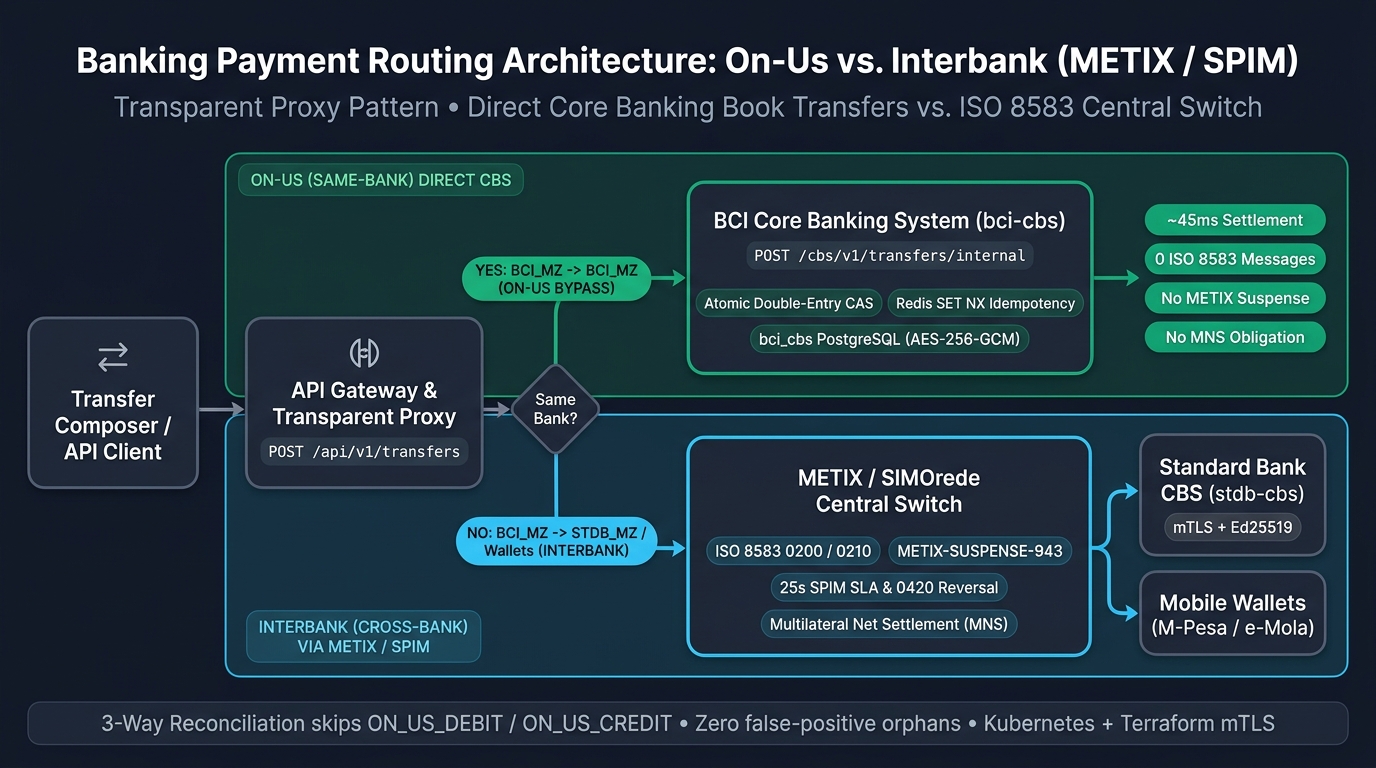 Banking Payment Routing Architecture: On-Us vs. Interbank (METIX / SPIM)
Transparent Proxy Pattern • Direct Core Banking Book Transfers vs. ISO 8583 Central Switch
ON-US (SAME-BANK) DIRECT CBS
Transfer
Composer /
API Client
API Gateway &
Transparent Proxy
POST /api/v1/transfers
Same
Bank?
YES: BCI_MZ -> BCI_MZ
(ON-US BYPASS)
BCI Core Banking System (bci-cbs)
POST /cbs/v1/transfers/internal
Atomic Double-Entry CAS
Redis SET NX Idempotency
bci_cbs PostgreSQL (AES-256-GCM)
~45ms Settlement
0 ISO 8583 Messages
No METIX Suspense
No MNS Obligation
NO: BCI_MZ -> STDB_MZ /
Wallets (INTERBANK)
METIX / SIMOrede
Central Switch
ISO 8583 0200 / 0210
METIX-SUSPENSE-943
25s SPIM SLA & 0420 Reversal
Multilateral Net Settlement (MNS)
Standard Bank
CBS (stdb-cbs)
mTLS + Ed25519
Mobile Wallets
(M-Pesa / e-Mola)
INTERBANK (CROSS-BANK)
VIA METIX / SPIM
3-Way Reconciliation skips ON_US_DEBIT / ON_US_CREDIT • Zero false-positive orphans • Kubernetes + Terraform mTLS